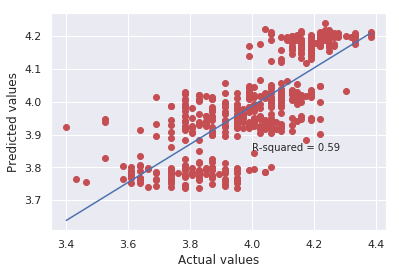 4.2
4.1
4.0
3.9
3.8
3.7
Predicted values
R-squared = 0.59
3.4 3.6 3.8 4.0 4.2 4.4
Actual values